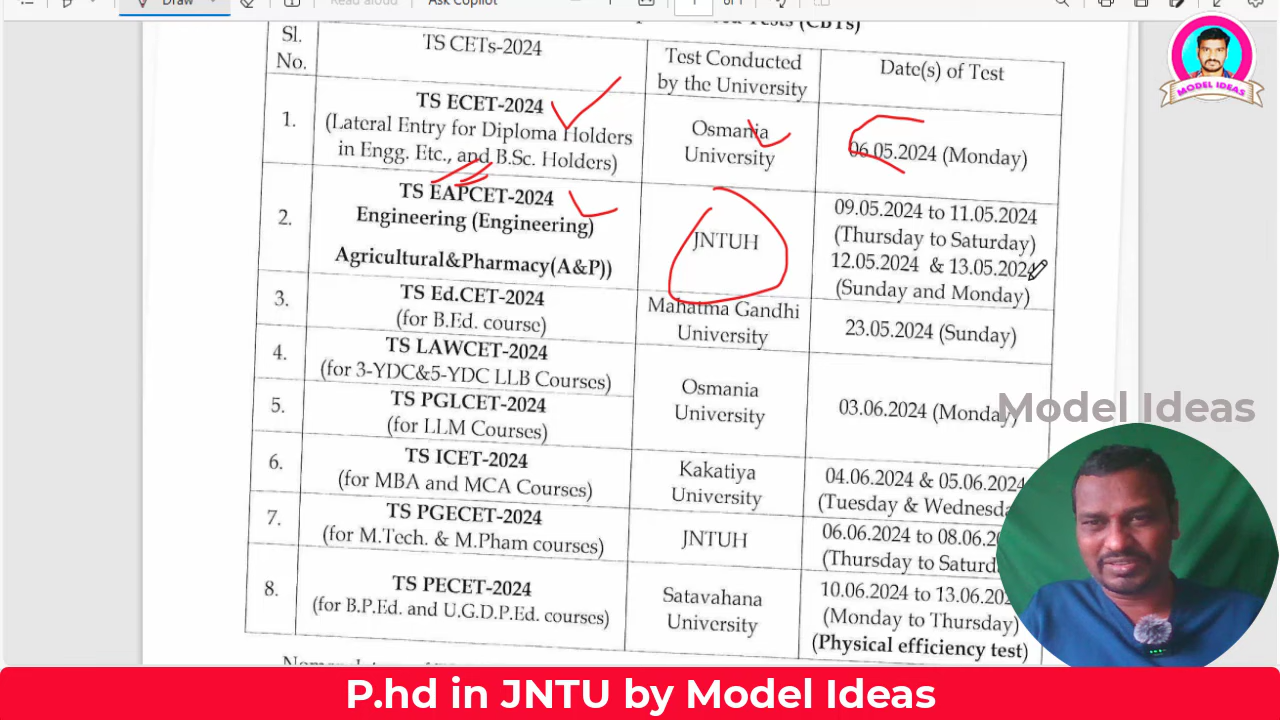 Draw
Read aloud
Ask Copilot
1
of 1
Tests (CBTs)
Sl.
No.
TS CETs-2024
Test Conducted
by the University
Date(s) of Test
1.
TS ECET-2024
(Lateral Entry for Diploma Holders
in Engg. Etc., and B.Sc. Holders)
Osmania
University
06.05.2024 (Monday)
2.
TS EAPCET-2024
Engineering (Engineering)
Agricultural&Pharmacy(A&P))
JNTUH
09.05.2024 to 11.05.2024
(Thursday to Saturday)
12.05.2024 & 13.05.2024
(Sunday and Monday)
3.
TS Ed.CET-2024
(for B.Ed. course)
Mahatma Gandhi
University
23.05.2024 (Sunday)
4.
TS LAWCET-2024
(for 3-YDC&5-YDC LLB Courses)
5.
TS PGLCET-2024
(for LLM Courses)
Osmania
University
03.06.2024 (Monday)
6.
TS ICET-2024
(for MBA and MCA Courses)
Kakatiya
University
04.06.2024 & 05.06.2024
(Tuesday & Wednesda
7.
TS PGECET-2024
(for M.Tech. & M.Pham courses)
JNTUH
06.06.2024 to 08.06.20
(Thursday to Saturd
8.
TS PECET-2024
(for B.P.Ed. and U.G.D.P.Ed. courses)
Satavahana
University
10.06.2024 to 13.06.202
(Monday to Thursday)
(Physical efficiency test)
MODEL IDEAS
Model Ideas
P.hd in JNTU by Model Ideas